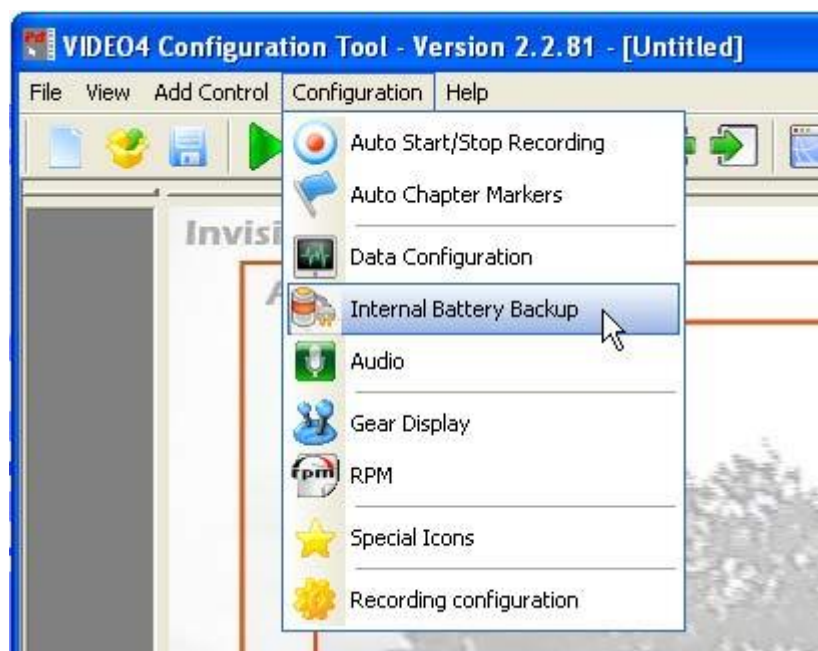 VIDEO4 Configuration Tool - Version 2.2.81 - [Untitled]
File View Add Control Configuration Help
Auto Start/Stop Recording
Auto Chapter Markers
Data Configuration
Internal Battery Backup
Audio
Gear Display
rpm RPM
Special Icons
Recording configuration